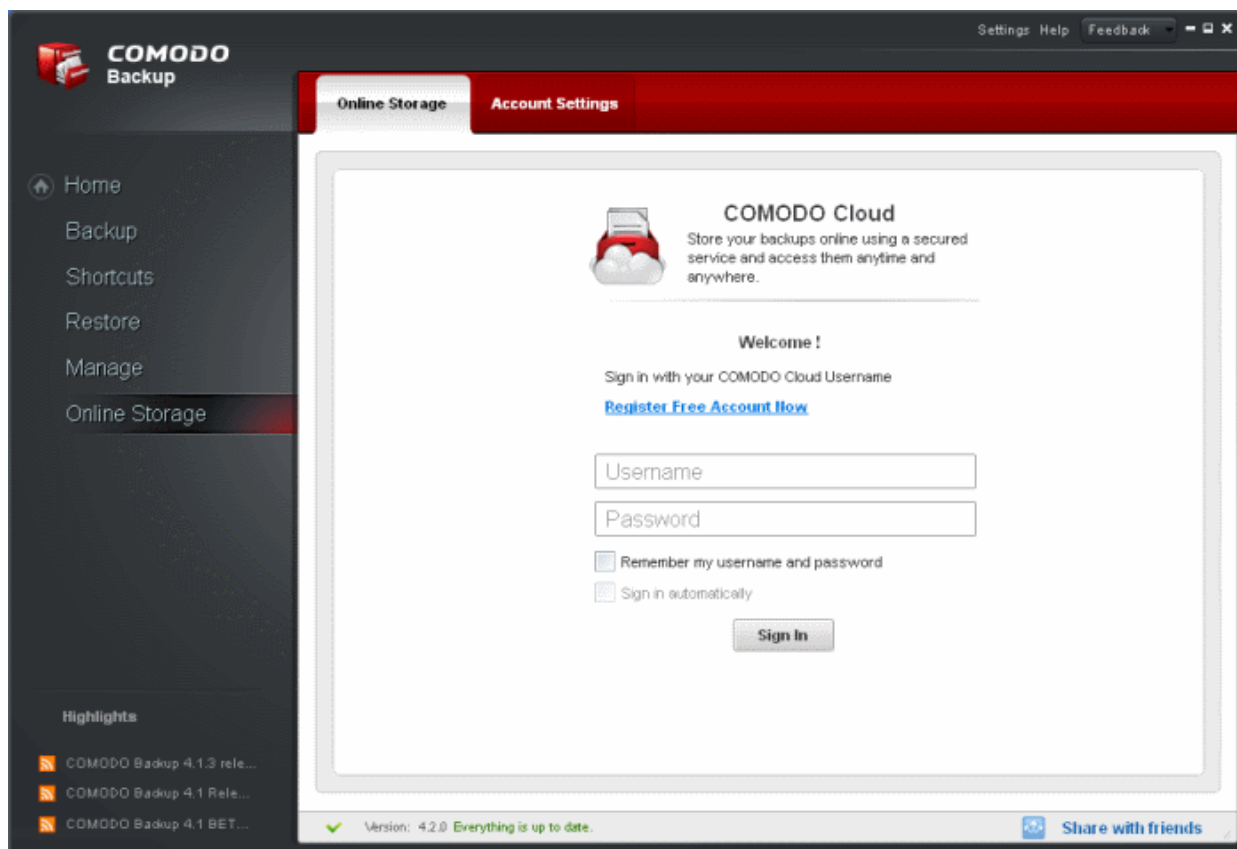 Settings Help Feedback
COMODO
Backup
Online Storage Account Settings
Home
Backup
Shortcuts
Restore
Manage
Online Storage
COMODO Cloud
Store your backups online using a secured
service and access them anytime and
anywhere.
Welcome !
Sign in with your COMODO Cloud Username
Register Free Account Now
Username
Password
Remember my username and password
Sign in automatically
Sign In
Highlights
COMODO Backup 4.1.3 rele...
COMODO Backup 4.1 Rele...
COMODO Backup 4.1 BET...
Version: 4.2.0 Everything is up to date.
Share with friends